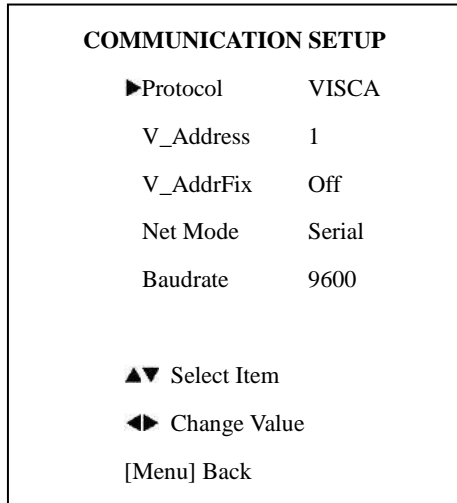 COMMUNICATION SETUP
▶Protocol VISCA
V_Address 1
V_AddrFix Off
Net Mode Serial
Baudrate 9600
▲▼ Select Item
◀▶ Change Value
[Menu] Back